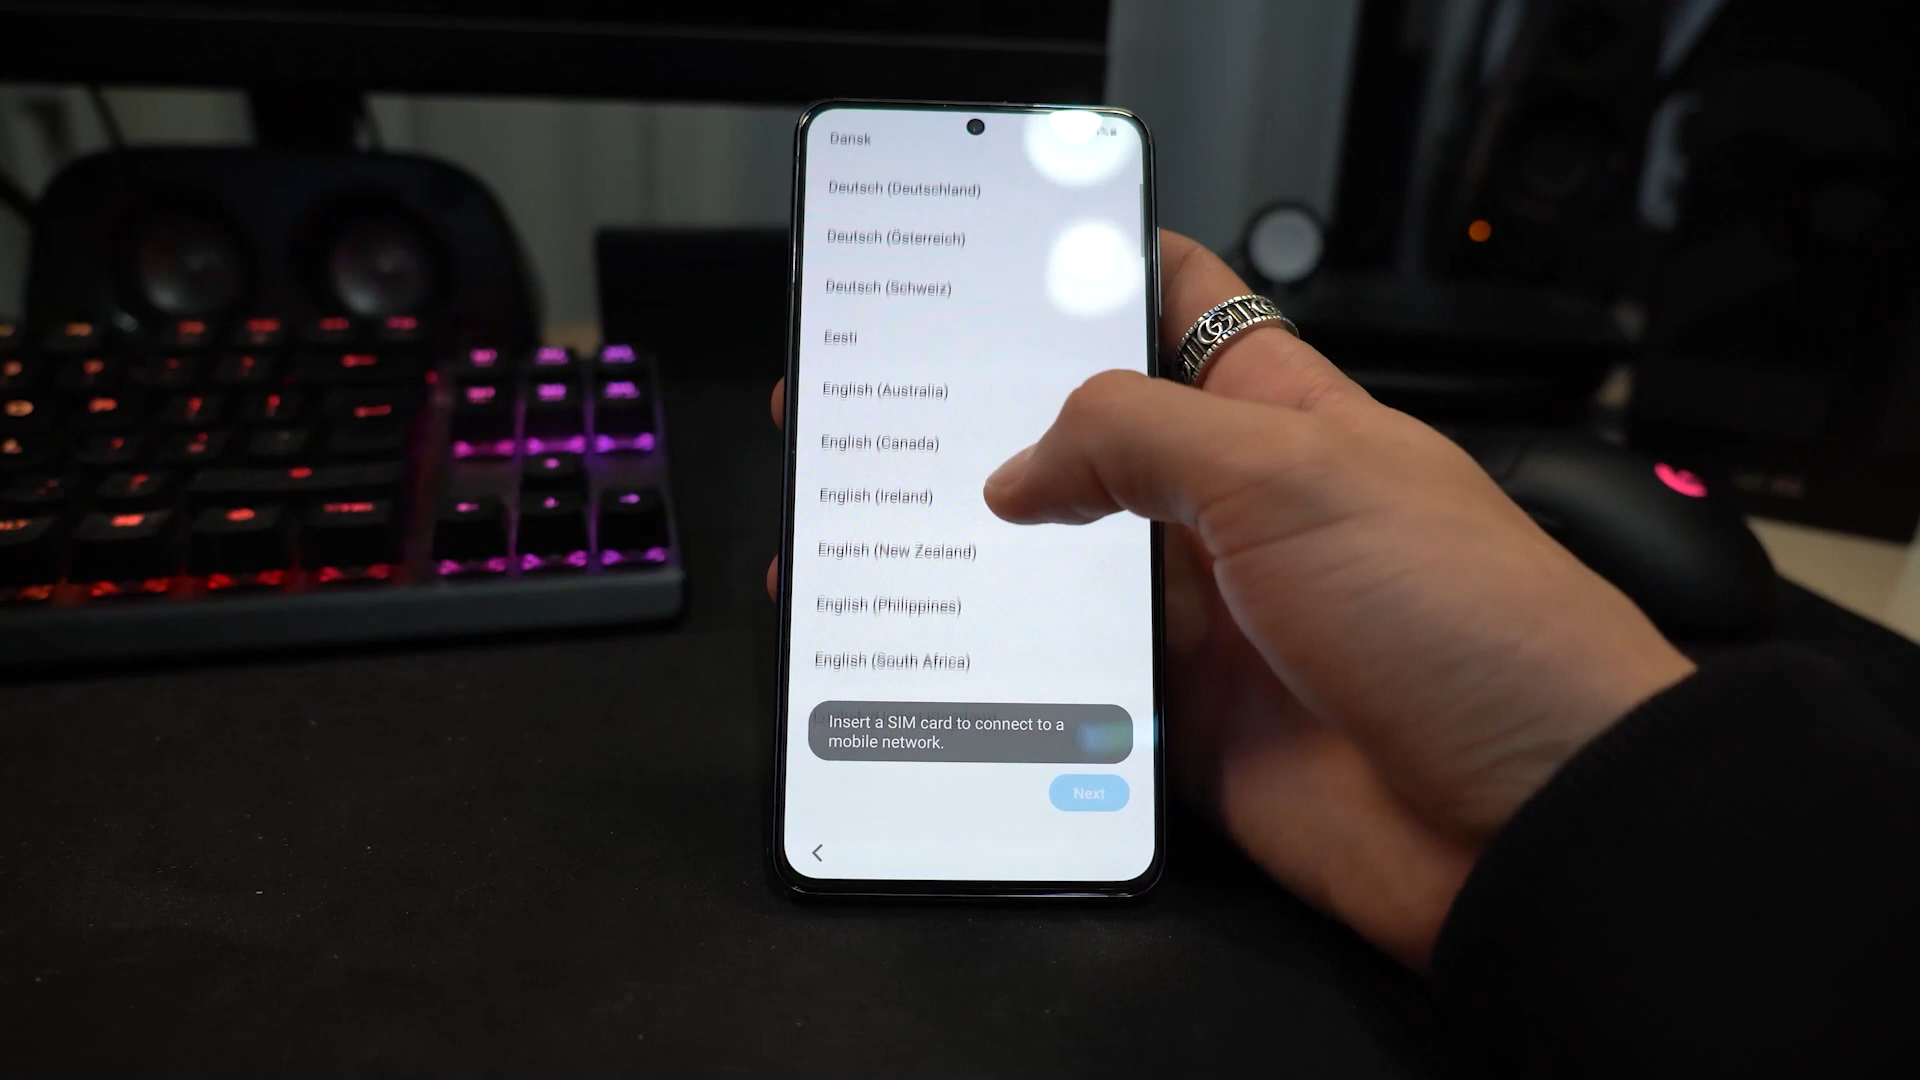 Dansk
Deutsch (Deutschland)
Deutsch (Österreich)
Deutsch (Schweiz)
Eesti
English (Australia)
English (Canada)
English (Ireland)
English (New Zealand)
English (Philippines)
English (South Africa)
Insert a SIM card to connect to a
mobile network.
Next